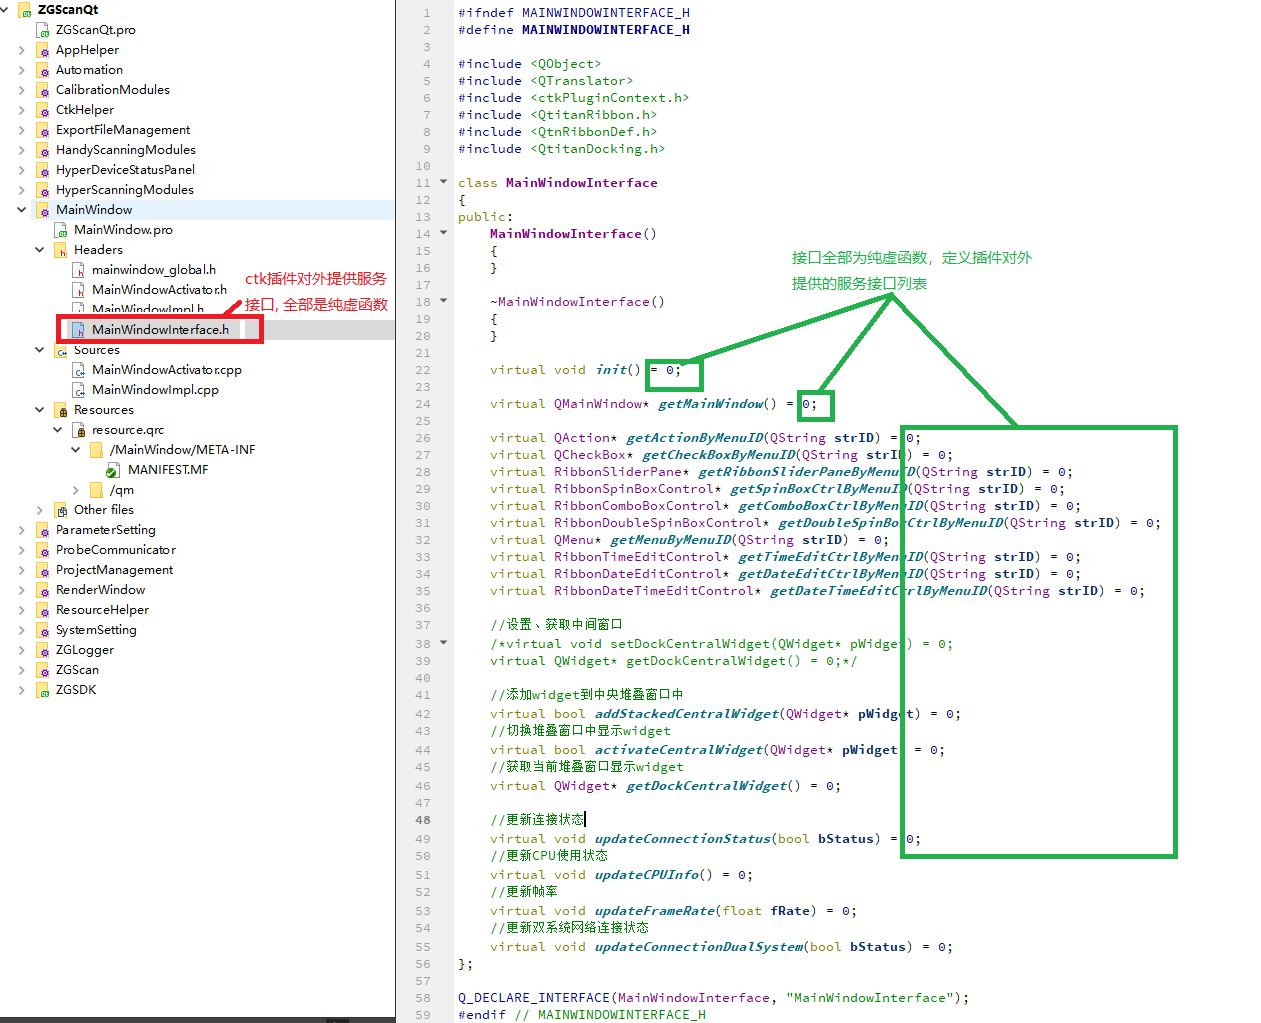 ZGScanQt
ZGScanQt.pro
AppHelper
Automation
CalibrationModules
CtkHelper
ExportFileManagement
HandyScanningModules
HyperDeviceStatusPanel
HyperScanningModules
MainWindow
MainWindow.pro
Headers
mainwindow_global.h
MainWindowActivator.h
MainWindowImpl.h
MainWindowInterface.h
Sources
MainWindowActivator.cpp
MainWindowImpl.cpp
Resources
resource.qrc
/MainWindow/META-INF
MANIFEST.MF
/qm
Other files
ParameterSetting
ProbeCommunicator
ProjectManagement
RenderWindow
ResourceHelper
SystemSetting
ZGLogger
ZGScan
ZGSDK
ctk插件对外提供服务
接口, 全部是纯虚函数
1 #ifndef MAINWINDOWINTERFACE_H
2 #define MAINWINDOWINTERFACE_H
3
4 #include <QObject>
5 #include <QTranslator>
6 #include <ctkPluginContext.h>
7 #include <QtitanRibbon.h>
8 #include <QtnRibbonDef.h>
9 #include <QtitanDocking.h>
10
11 class MainWindowInterface
12 {
13 public:
14 MainWindowInterface()
15 {
16 }
17
18 ~MainWindowInterface()
19 {
20 }
21
22 virtual void init() = 0;
23
24 virtual QMainWindow* getMainWindow() = 0;
25
26 virtual QAction* getActionByMenuID(QString strID) = 0;
27 virtual QCheckBox* getCheckBoxByMenuID(QString strID) = 0;
28 virtual RibbonSliderPane* getRibbonSliderPaneByMenuID(QString strID) = 0;
29 virtual RibbonSpinBoxControl* getSpinBoxCtrlByMenuID(QString strID) = 0;
30 virtual RibbonComboBoxControl* getComboBoxCtrlByMenuID(QString strID) = 0;
31 virtual RibbonDoubleSpinBoxControl* getDoubleSpinBoxCtrlByMenuID(QString strID) = 0;
32 virtual QMenu* getMenuByMenuID(QString strID) = 0;
33 virtual RibbonTimeEditControl* getTimeEditCtrlByMenuID(QString strID) = 0;
34 virtual RibbonDateEditControl* getDateEditCtrlByMenuID(QString strID) = 0;
35 virtual RibbonDateTimeEditControl* getDateTimeEditCtrlByMenuID(QString strID) = 0;
36
37 //设置、获取中间窗口
38 /*virtual void setDockCentralWidget(QWidget* pWidget) = 0;
39 virtual QWidget* getDockCentralWidget() = 0;*/
40
41 //添加widget到中央堆叠窗口中
42 virtual bool addStackedCentralWidget(QWidget* pWidget) = 0;
43 //切换堆叠窗口中显示widget
44 virtual bool activateCentralWidget(QWidget* pWidget) = 0;
45 //获取当前堆叠窗口显示widget
46 virtual QWidget* getDockCentralWidget() = 0;
47
48 //更新连接状态
49 virtual void updateConnectionStatus(bool bStatus) = 0;
50 //更新CPU使用状态
51 virtual void updateCPUInfo() = 0;
52 //更新帧率
53 virtual void updateFrameRate(float fRate) = 0;
54 //更新双系统网络连接状态
55 virtual void updateConnectionDualSystem(bool bStatus) = 0;
56 };
57
58 Q_DECLARE_INTERFACE(MainWindowInterface, "MainWindowInterface");
59 #endif // MAINWINDOWINTERFACE_H
接口全部为纯虚函数，定义插件对外
提供的服务接口列表